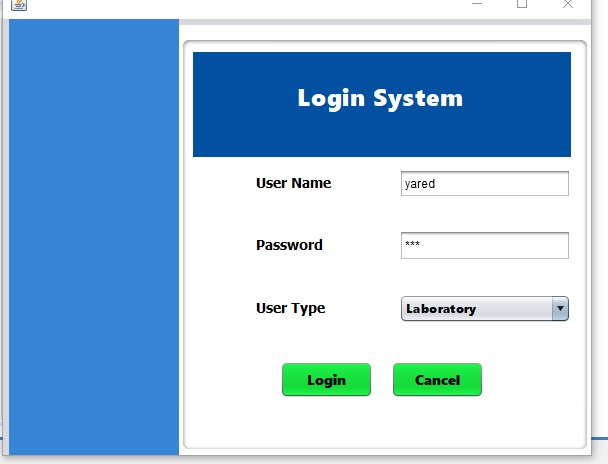 Login System
User Name
yared
Password
***
User Type
Laboratory
Login
Cancel